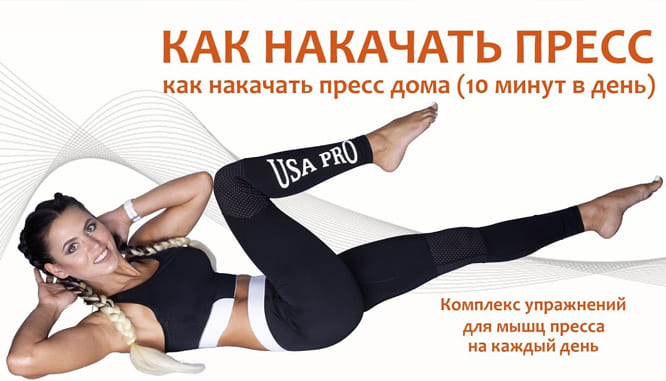 КАК НАКАЧАТЬ ПРЕСС
как накачать пресс дома (10 минут в день)
USA PRO
Комплекс упражнений
для мышц пресса
на каждый день